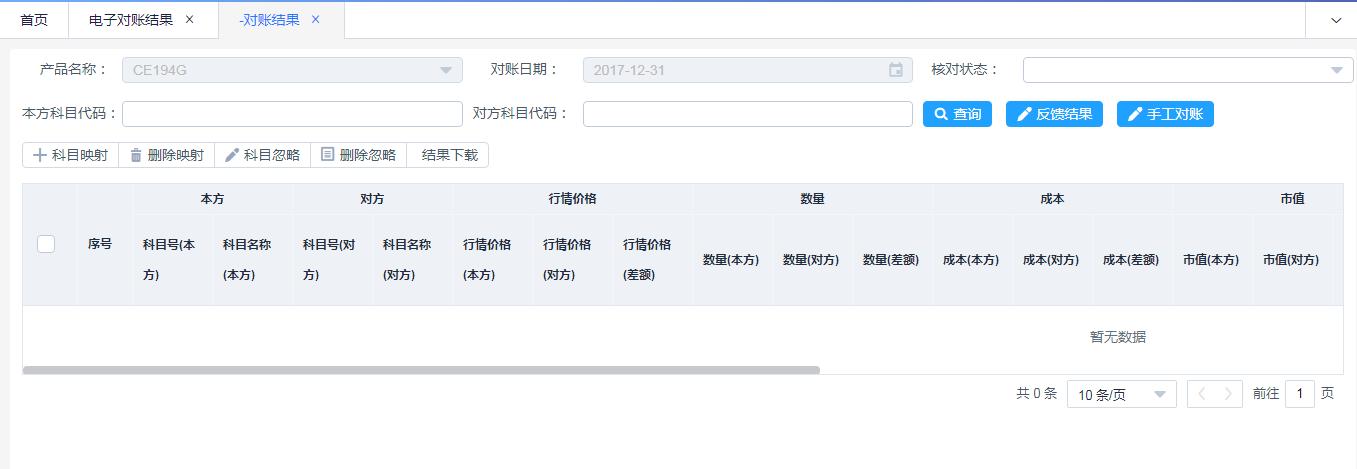 首页 电子对账结果 × -对账结果 ×
产品名称： CE194G 对账日期： 2017-12-31 核对状态：
本方科目代码： 对方科目代码： 查询 反馈结果 手工对账
科目映射 删除映射 科目忽略 删除忽略 结果下载
本方 对方 行情价格 数量 成本 市值
序号 科目号(本方) 科目名称(本方) 科目号(对方) 科目名称(对方) 行情价格(本方) 行情价格(对方) 行情价格(差额) 数量(本方) 数量(对方) 数量(差额) 成本(本方) 成本(对方) 成本(差额) 市值(本方) 市值(对方)
暂无数据
共 0 条 10 条/页 前往 1 页